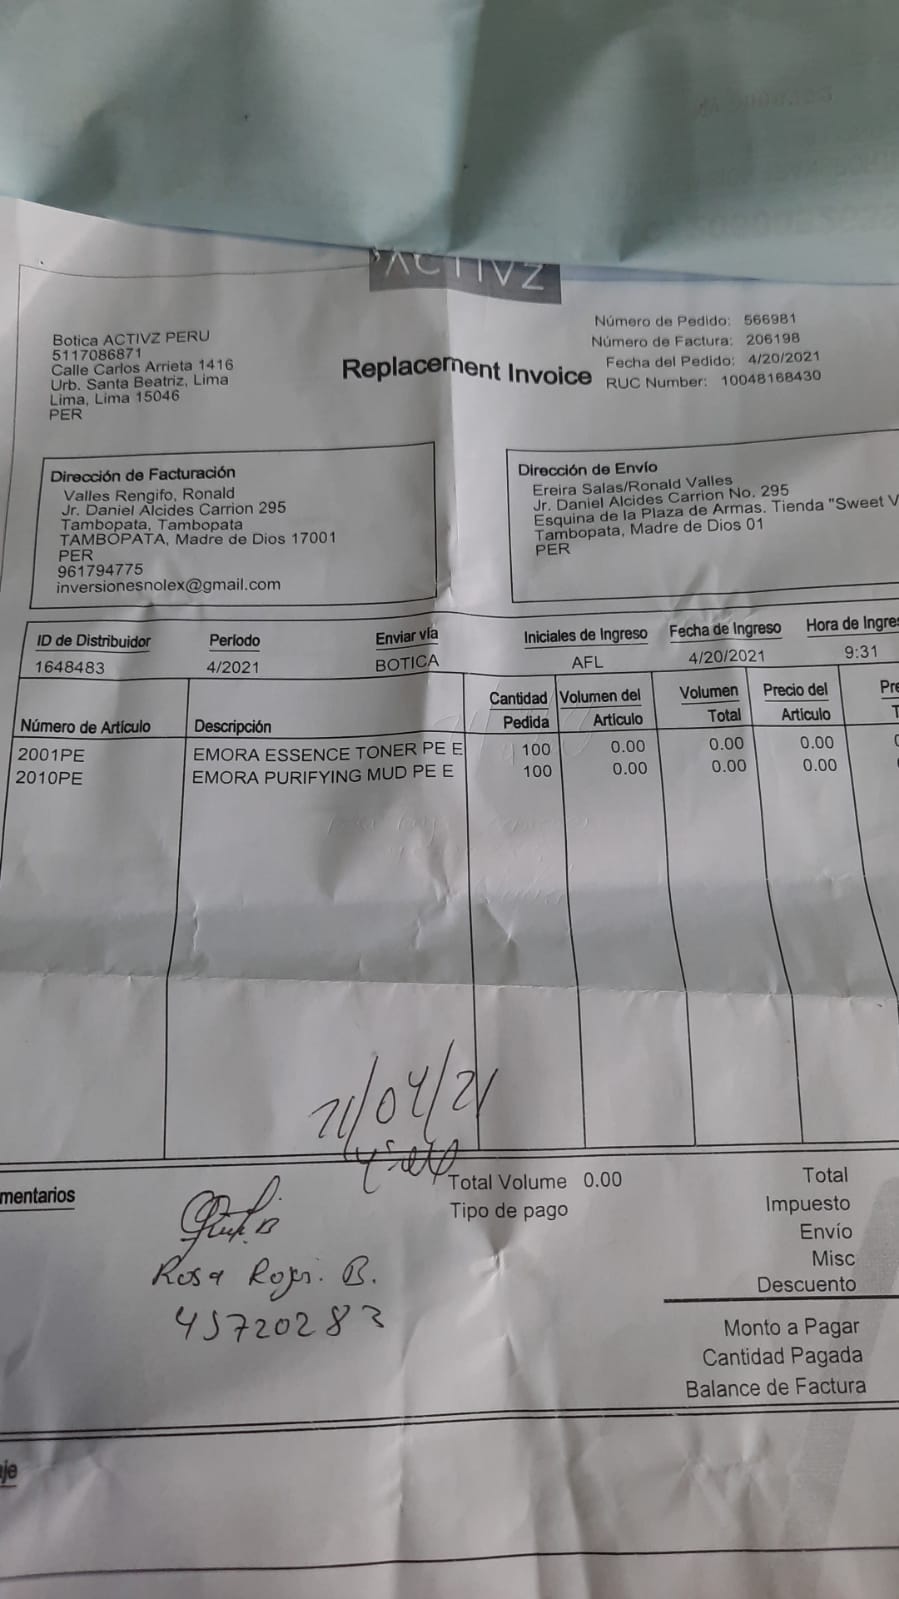 ACTIVZ
Botica ACTIVZ PERU
5117086871
Calle Carlos Arrieta 1416
Urb. Santa Beatriz, Lima
Lima, Lima 15046
PER
Replacement Invoice
Número de Pedido: 566981
Número de Factura: 206198
Fecha del Pedido: 4/20/2021
RUC Number: 10048168430
Dirección de Facturación
Valles Rengifo, Ronald
Jr. Daniel Alcides Carrion 295
Tambopata, Tambopata
TAMBOPATA, Madre de Dios 17001
PER
961794775
inversionesnolex@gmail.com
Dirección de Envío
Ereira Salas/Ronald Valles
Jr. Daniel Alcides Carrion No. 295
Esquina de la Plaza de Armas. Tienda "Sweet V
Tambopata, Madre de Dios 01
PER
ID de Distribuidor Período Enviar vía Iniciales de Ingreso Fecha de Ingreso Hora de Ingre
1648483 4/2021 BOTICA AFL 4/20/2021 9:31
Número de Artículo Descripción Cantidad Pedida Volumen del Articulo Volumen Total Precio del Artículo Pre T
2001PE EMORA ESSENCE TONER PE E 100 0.00 0.00 0.00
2010PE EMORA PURIFYING MUD PE E 100 0.00 0.00 0.00
21/04/21
mentarios
Total Volume 0.00
Tipo de pago
Rosa B.
45720283
Total
Impuesto
Envío
Misc
Descuento
Monto a Pagar
Cantidad Pagada
Balance de Factura
aje